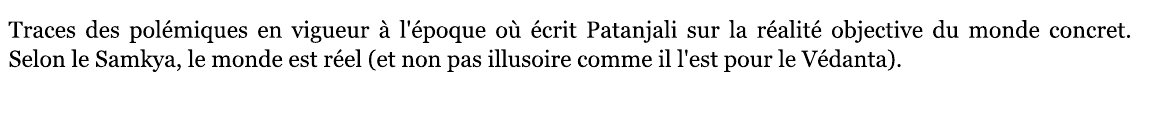 Traces des polémiques en vigueur à l'époque où écrit Patanjali sur la réalité objective du monde concret.
Selon le Samkya, le monde est réel (et non pas illusoire comme il l'est pour le Védanta).